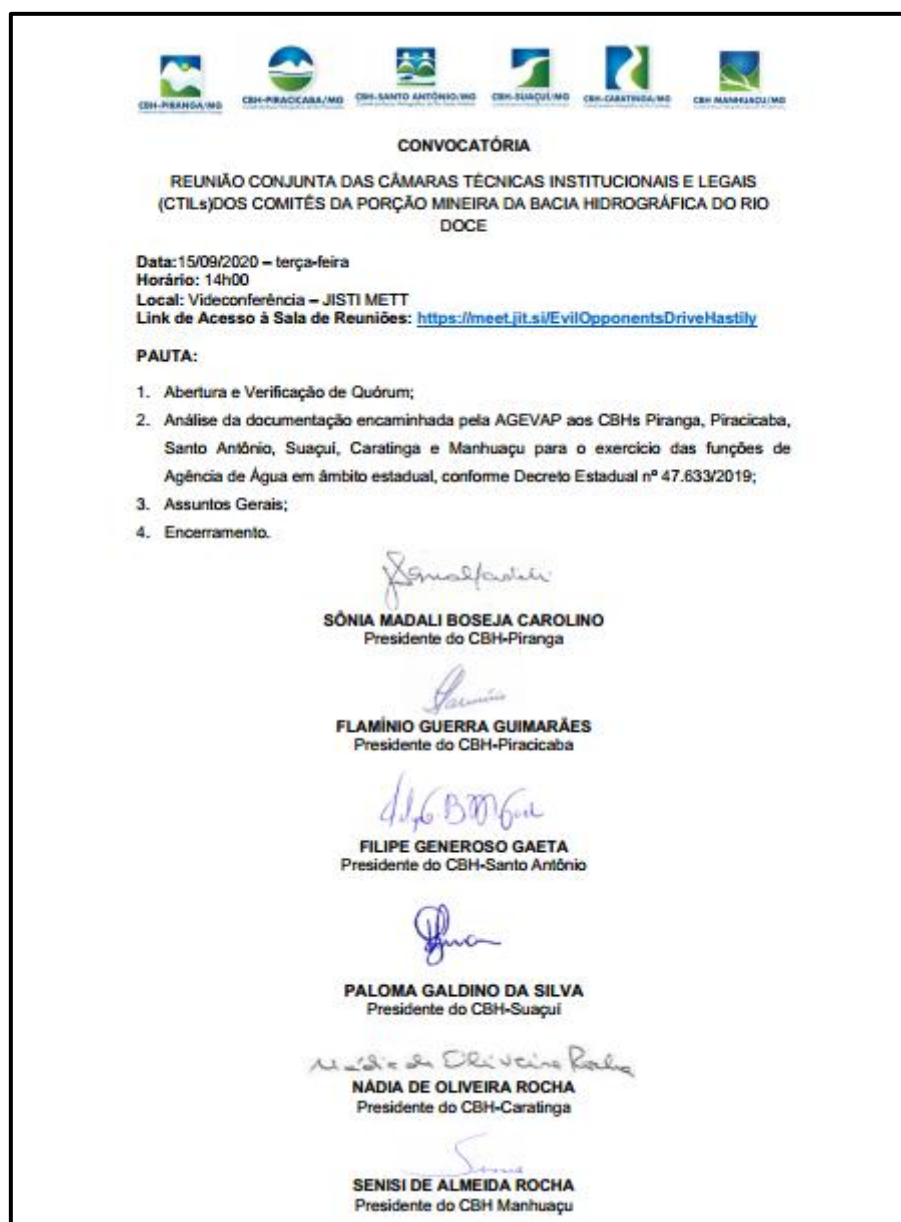 CBH-PIRANGA/MG CBH-PIRACICABA/MG CBH-SANTO ANTÔNIO/MG CBH-SUAÇUÍ/MG CBH-CARATINGA/MG CBH MANHUAÇU/MG
CONVOCATÓRIA
REUNIÃO CONJUNTA DAS CÂMARAS TÉCNICAS INSTITUCIONAIS E LEGAIS
(CTILs)DOS COMITÊS DA PORÇÃO MINEIRA DA BACIA HIDROGRÁFICA DO RIO
DOCE
Data:15/09/2020 – terça-feira
Horário: 14h00
Local: Videconferência – JISTI METT
Link de Acesso à Sala de Reuniões: https://meet.jit.si/EvilOpponentsDriveHastily
PAUTA:
1. Abertura e Verificação de Quórum;
2. Análise da documentação encaminhada pela AGEVAP aos CBHs Piranga, Piracicaba,
Santo Antônio, Suaçuí, Caratinga e Manhuaçu para o exercício das funções de
Agência de Água em âmbito estadual, conforme Decreto Estadual nº 47.633/2019;
3. Assuntos Gerais;
4. Encerramento.
SÔNIA MADALI BOSEJA CAROLINO
Presidente do CBH-Piranga
FLAMÍNIO GUERRA GUIMARÃES
Presidente do CBH-Piracicaba
FILIPE GENEROSO GAETA
Presidente do CBH-Santo Antônio
PALOMA GALDINO DA SILVA
Presidente do CBH-Suaçuí
Nádia de Oliveira Rocha
NÁDIA DE OLIVEIRA ROCHA
Presidente do CBH-Caratinga
SENISI DE ALMEIDA ROCHA
Presidente do CBH Manhuaçu